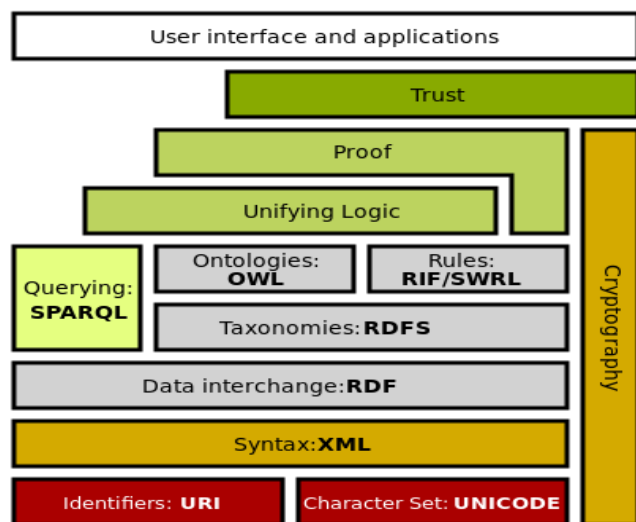 User interface and applications
Trust
Proof
Unifying Logic
Querying:
SPARQL
Ontologies:
OWL
Rules:
RIF/SWRL
Taxonomies: RDFS
Data interchange:RDF
Syntax:XML
Identifiers: URI
Character Set: UNICODE
Cryptography